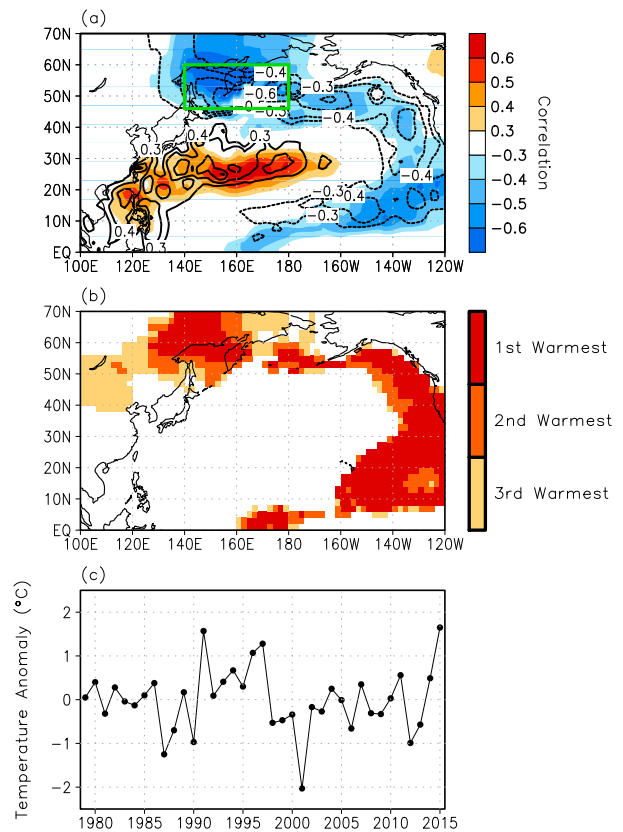 (a)
70N
60N
50N
40N
30N
20N
10N
EQ
100E 120E 140E 160E 180 160W 140W 120W
−0.4
−0.3
−0.6
−0.3
−0.4
0.4
0.3
0.3
−0.4
−0.3
0.4
−0.3
0.4
0.3
0.6
0.5
0.4
0.3
−0.3
−0.4
−0.5
−0.6
Correlation
(b)
70N
60N
50N
40N
30N
20N
10N
EQ
100E 120E 140E 160E 180 160W 140W 120W
1st Warmest
2nd Warmest
3rd Warmest
(c)
Temperature Anomaly (°C)
2
1
0
−1
−2
1980 1985 1990 1995 2000 2005 2010 2015